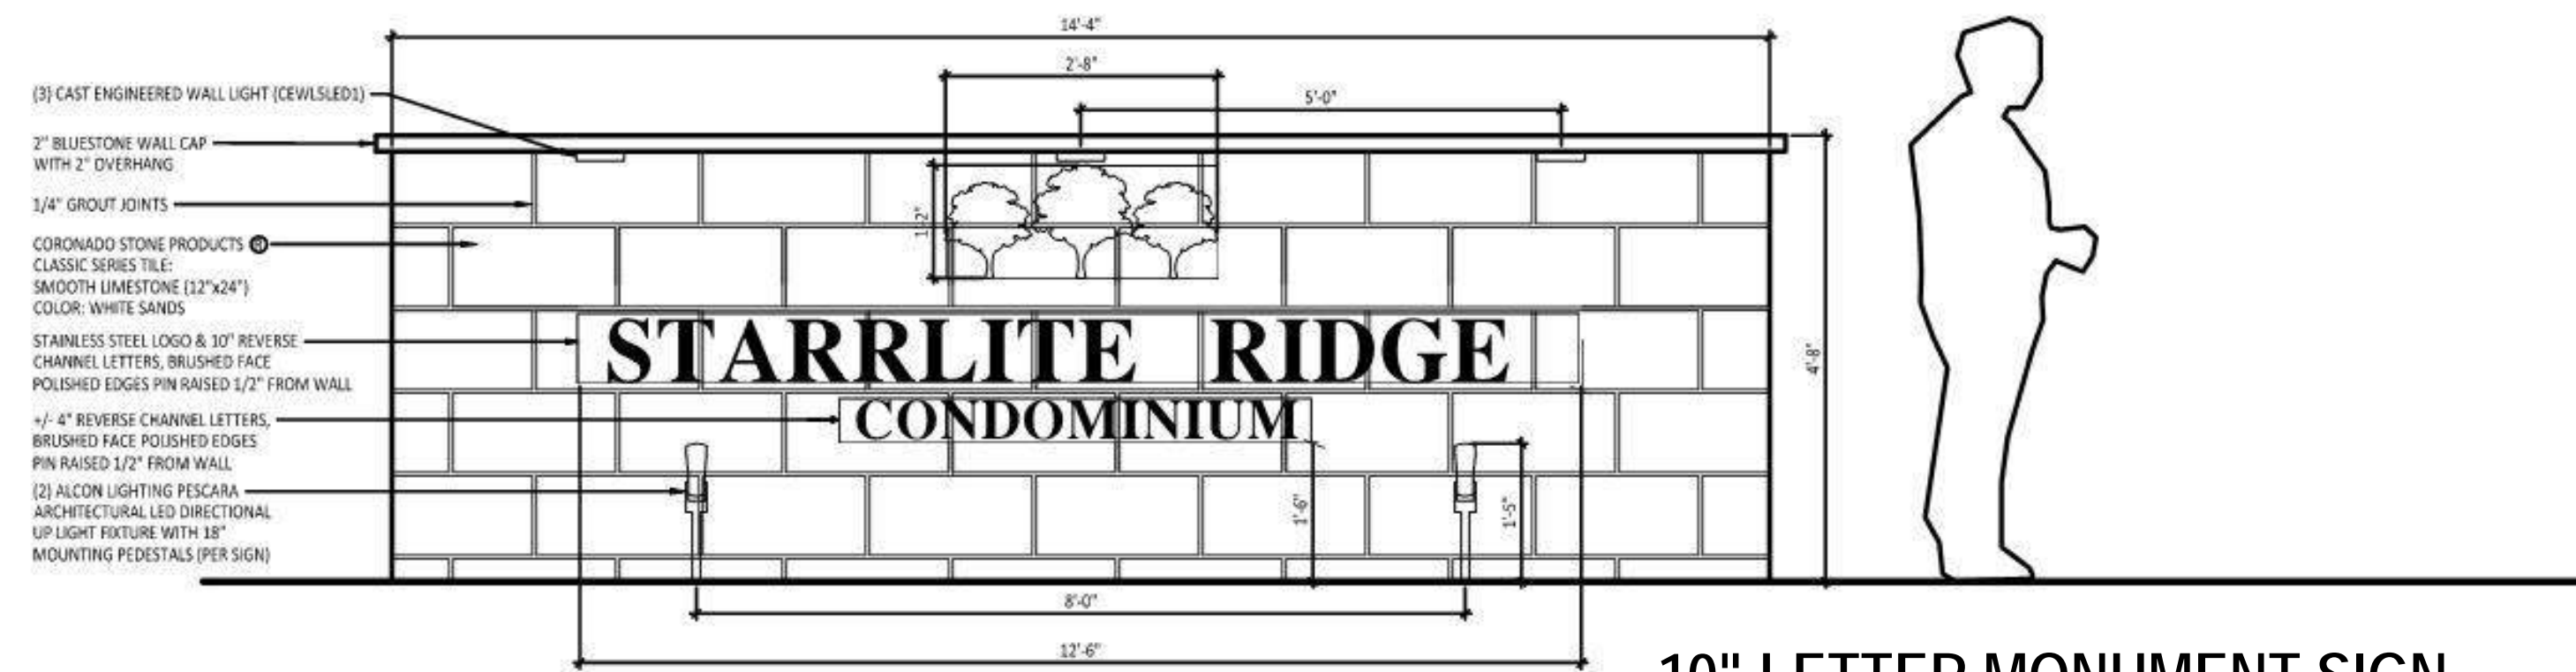 14'-4"
2'-8"
5'-0"
(3) CAST ENGINEERED WALL LIGHT (CEWLSLED1)
2" BLUESTONE WALL CAP
WITH 2" OVERHANG
1/4" GROUT JOINTS
CORONADO STONE PRODUCTS ®
CLASSIC SERIES TILE:
SMOOTH LIMESTONE (12"x24")
COLOR: WHITE SANDS
STAINLESS STEEL LOGO & 10" REVERSE
CHANNEL LETTERS, BRUSHED FACE
POLISHED EDGES PIN RAISED 1/2" FROM WALL
+/- 4" REVERSE CHANNEL LETTERS,
BRUSHED FACE POLISHED EDGES
PIN RAISED 1/2" FROM WALL
(2) ALCON LIGHTING PESCARA
ARCHITECTURAL LED DIRECTIONAL
UP LIGHT FIXTURE WITH 18"
MOUNTING PEDESTALS (PER SIGN)
1'-2"
STARRLITE RIDGE
CONDOMINIUM
4'-8"
1'-6"
1'-5"
8'-0"
12'-6"
10" LETTER MONUMENT SIGN